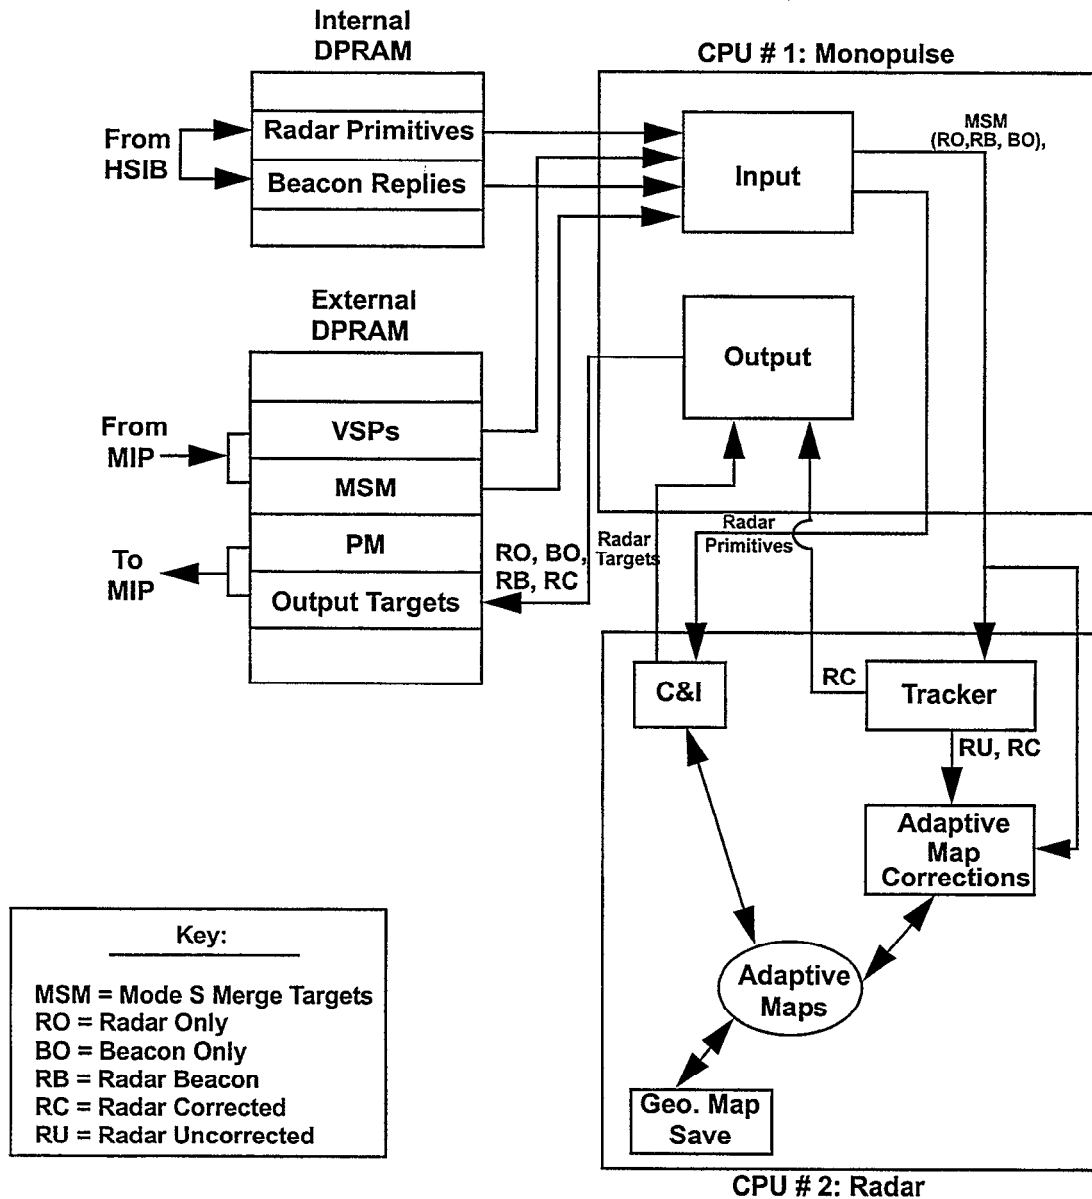 Internal
DPRAM
CPU # 1: Monopulse
From
HSIB
Radar Primitives
Beacon Replies
Input
MSM
(RO,RB, BO),
External
DPRAM
Output
From
MIP
VSPs
MSM
PM
Output Targets
To
MIP
RO, BO,
RB, RC
Radar
Targets
Radar
Primitives
C&I
RC
Tracker
RU, RC
Adaptive
Map
Corrections
Adaptive
Maps
Geo. Map
Save
CPU # 2: Radar
Key:
MSM = Mode S Merge Targets
RO = Radar Only
BO = Beacon Only
RB = Radar Beacon
RC = Radar Corrected
RU = Radar Uncorrected